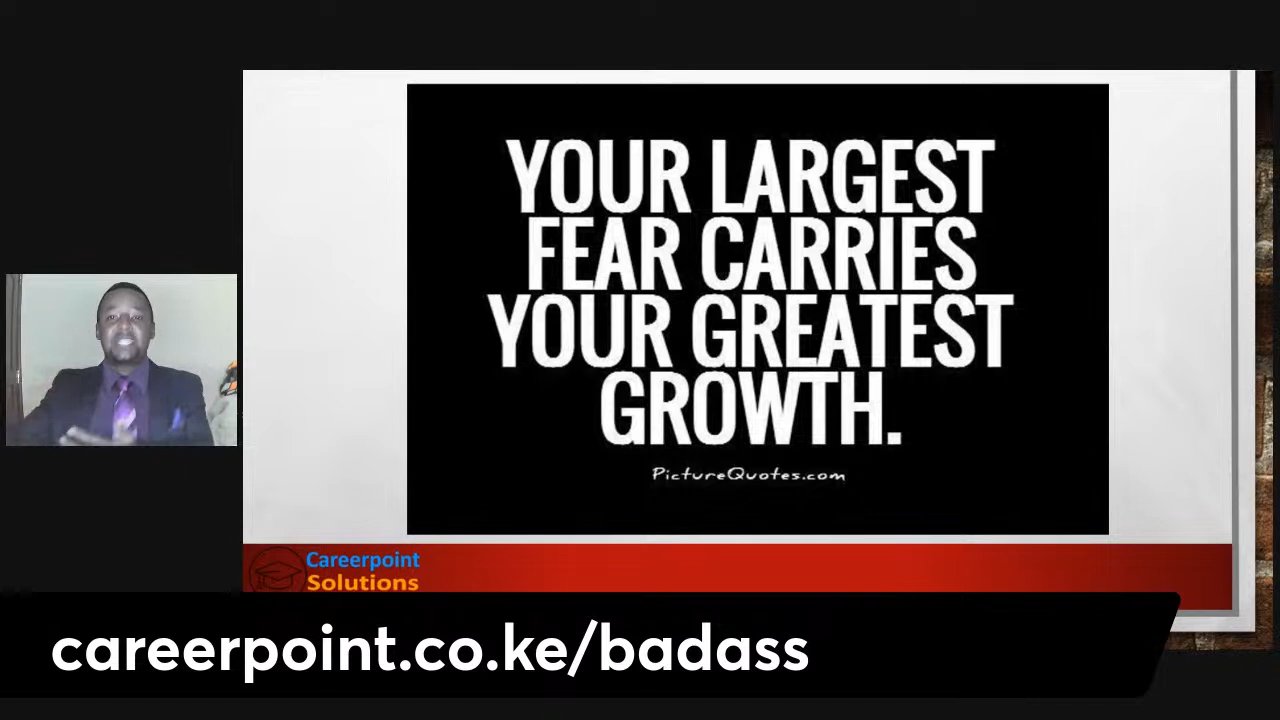 YOUR LARGEST
FEAR CARRIES
YOUR GREATEST
GROWTH.
PictureQuotes.com
Careerpoint
Solutions
careerpoint.co.ke/badass